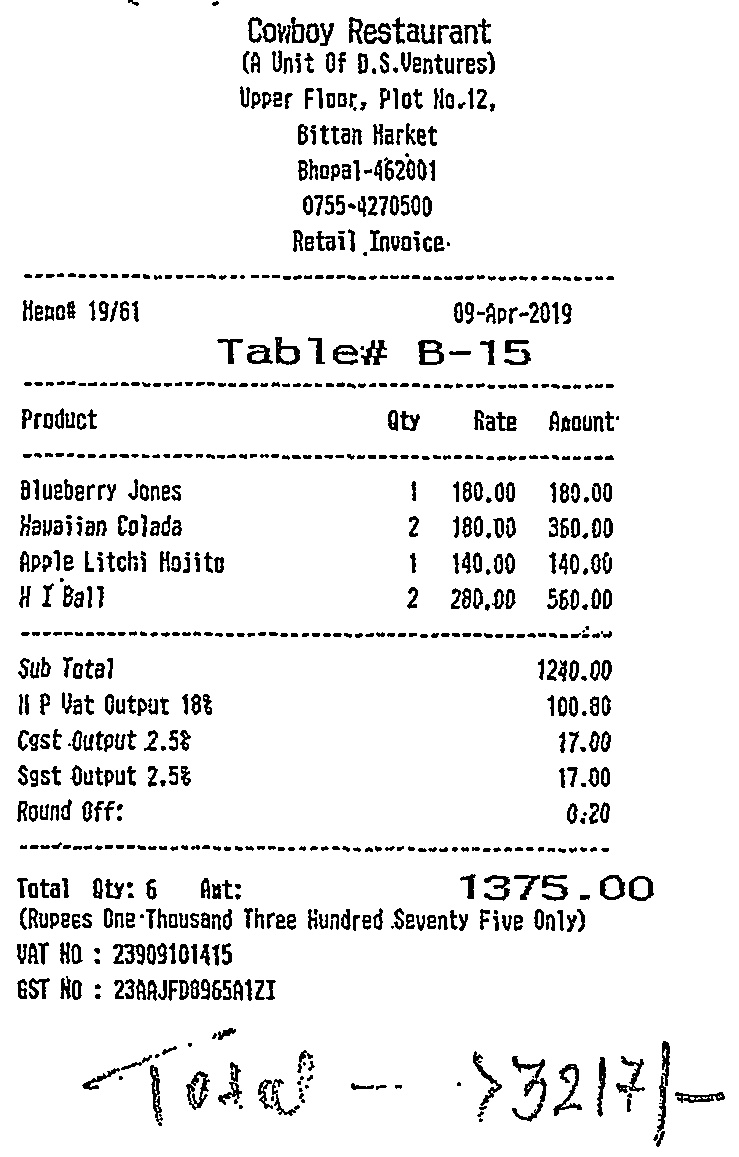 Cowboy Restaurant
(A Unit Of D.S.Ventures)
Upper Floor, Plot No.12,
Bittan Market
Bhopal-462001
0755-4270500
Retail Invoice
Memo# 19/61 09-Apr-2019
Table# B-15
Product Qty Rate Amount
Blueberry Jones 1 180.00 180.00
Hawaiian Colada 2 180.00 360.00
Apple Litchi Mojito 1 140.00 140.00
H I Ball 2 280.00 560.00
Sub Total 1240.00
M P Vat Output 18% 100.80
Cgst Output 2.5% 17.00
Sgst Output 2.5% 17.00
Round Off: 0.20
Total Qty: 6 Amt: 1375.00
(Rupees One Thousand Three Hundred Seventy Five Only)
VAT NO : 23909101415
GST NO : 23AAJFD8965A1ZI
Total -- > 3217/-